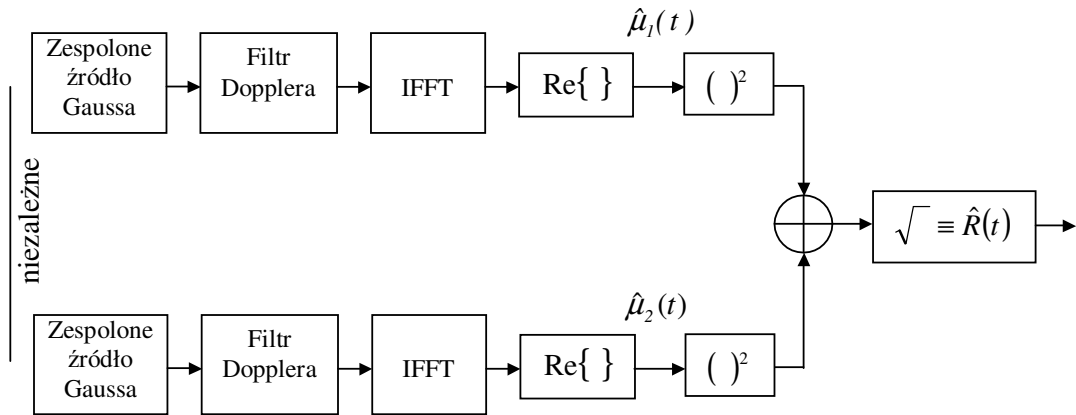 μ̂₁(t)
Zespolone
źródło
Gaussa
Filtr
Dopplera
IFFT
Re{ }
( )²
niezależne
√ ≡ R̂(t)
μ̂₂(t)
Zespolone
źródło
Gaussa
Filtr
Dopplera
IFFT
Re{ }
( )²